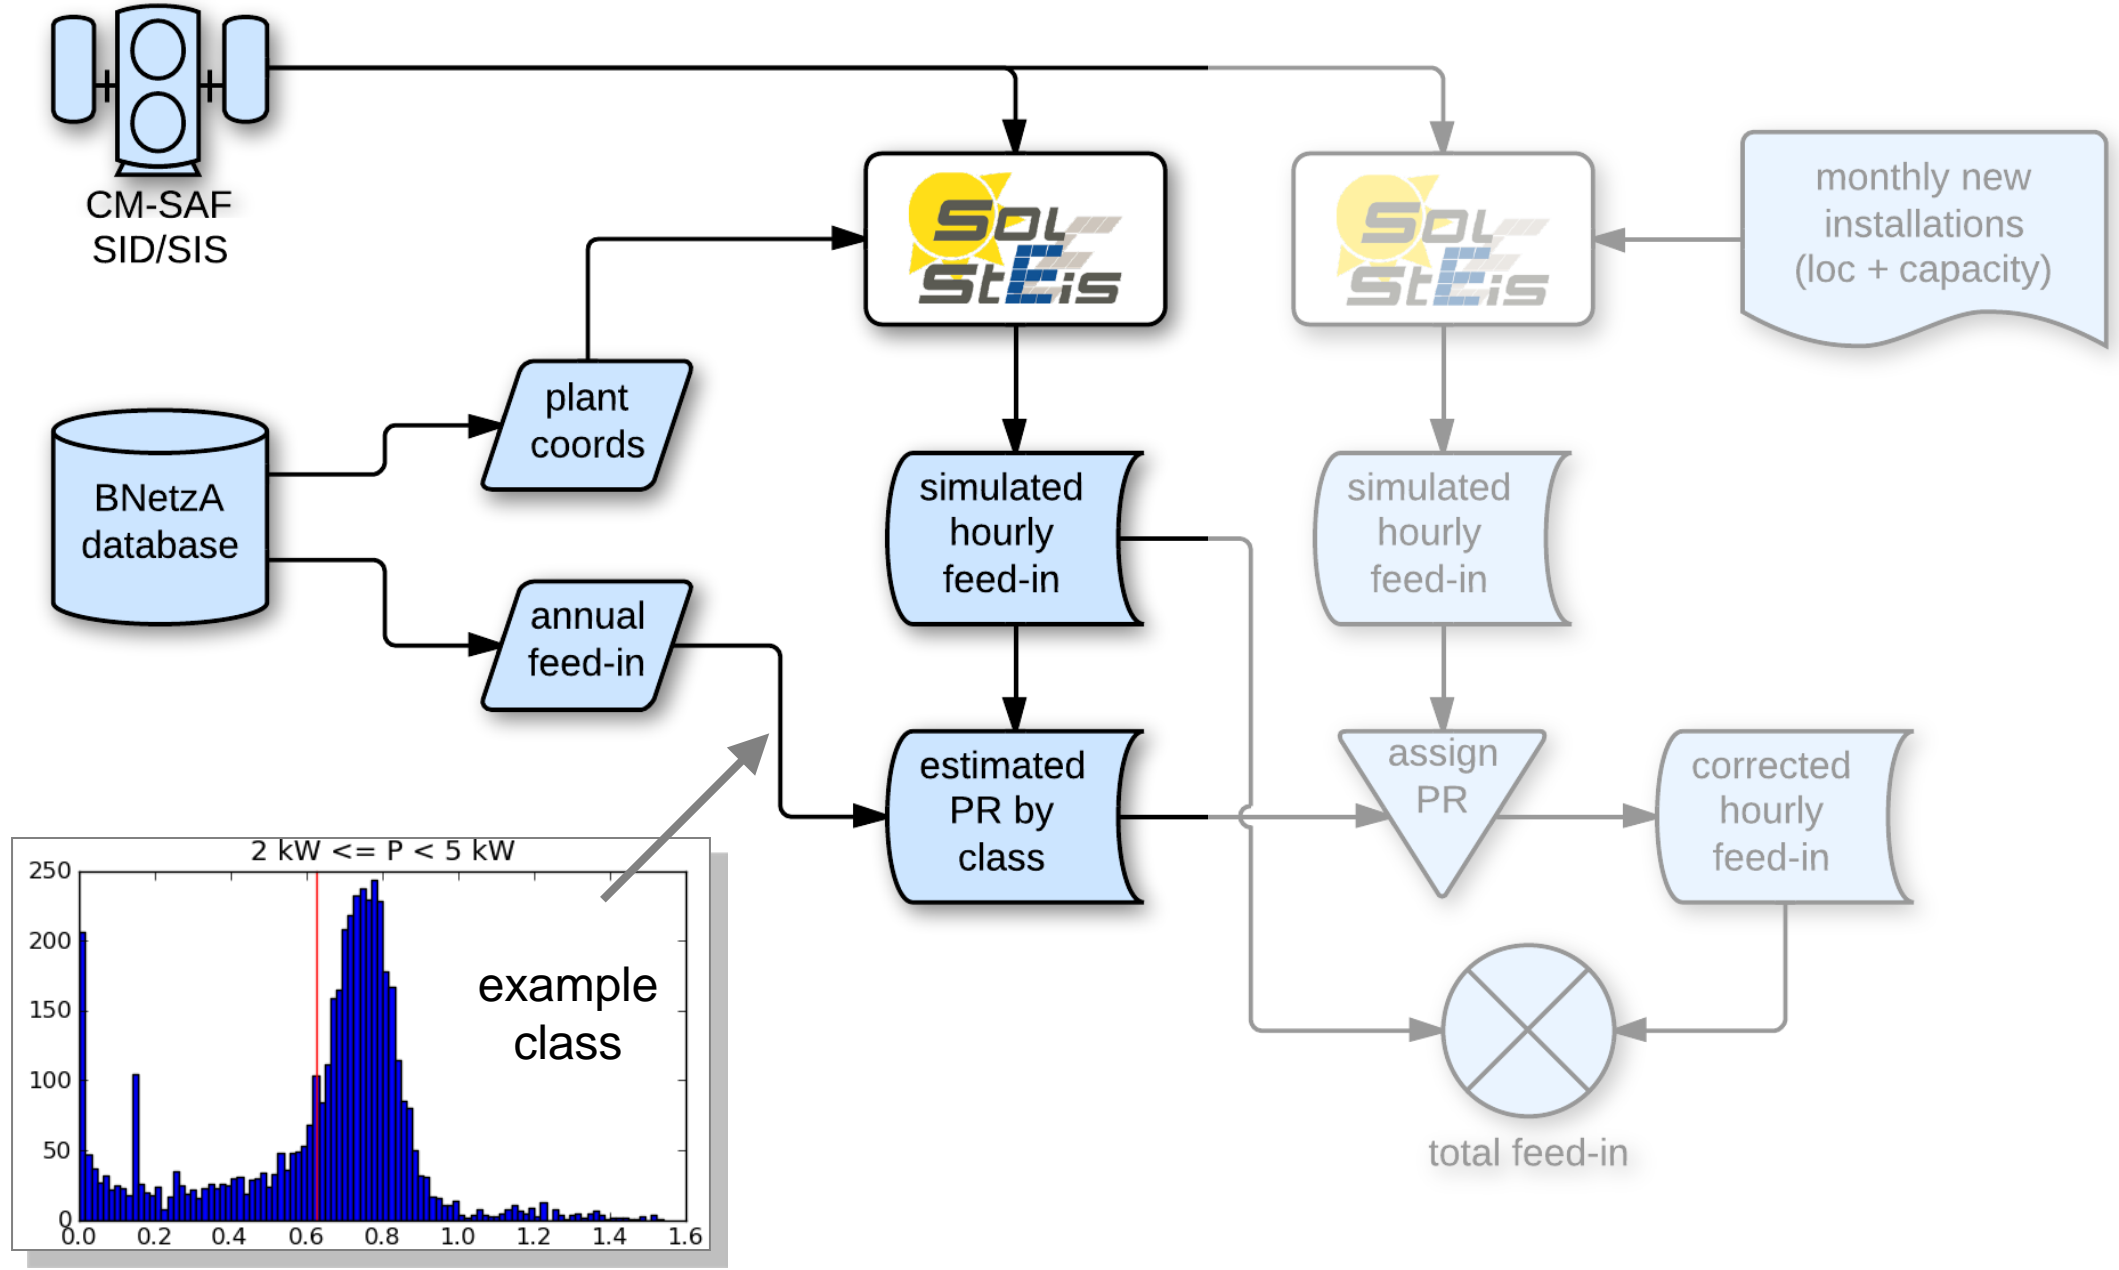 CM-SAF
SID/SIS
Sol
StEis
Sol
StEis
monthly new
installations
(loc + capacity)
plant
coords
BNetzA
database
annual
feed-in
simulated
hourly
feed-in
simulated
hourly
feed-in
estimated
PR by
class
assign
PR
corrected
hourly
feed-in
total feed-in
2 kW <= P < 5 kW
250
200
150
100
50
0
0.0 0.2 0.4 0.6 0.8 1.0 1.2 1.4 1.6
example
class